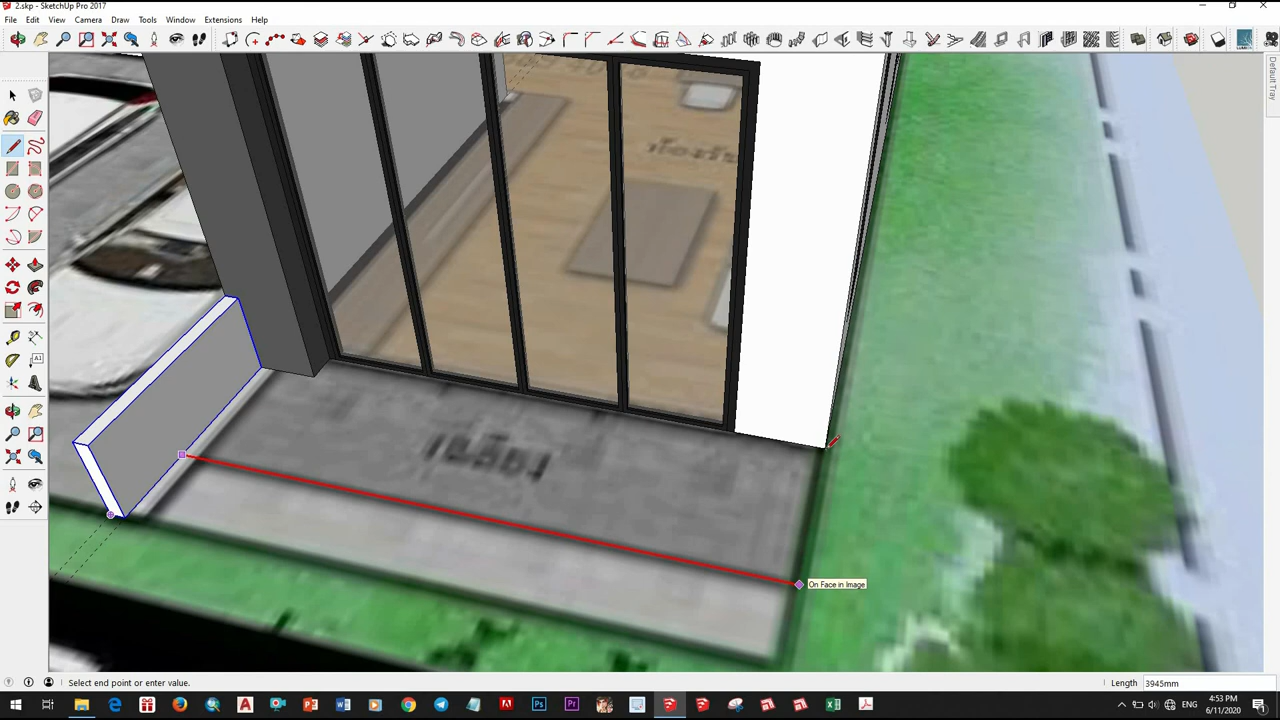 2.skp - SketchUp Pro 2017
File Edit View Camera Draw Tools Window Extensions Help
Default Tray
A1
On Face in Image
Select end point or enter value.
Length 3945mm
ENG
4:53 PM
6/11/2020